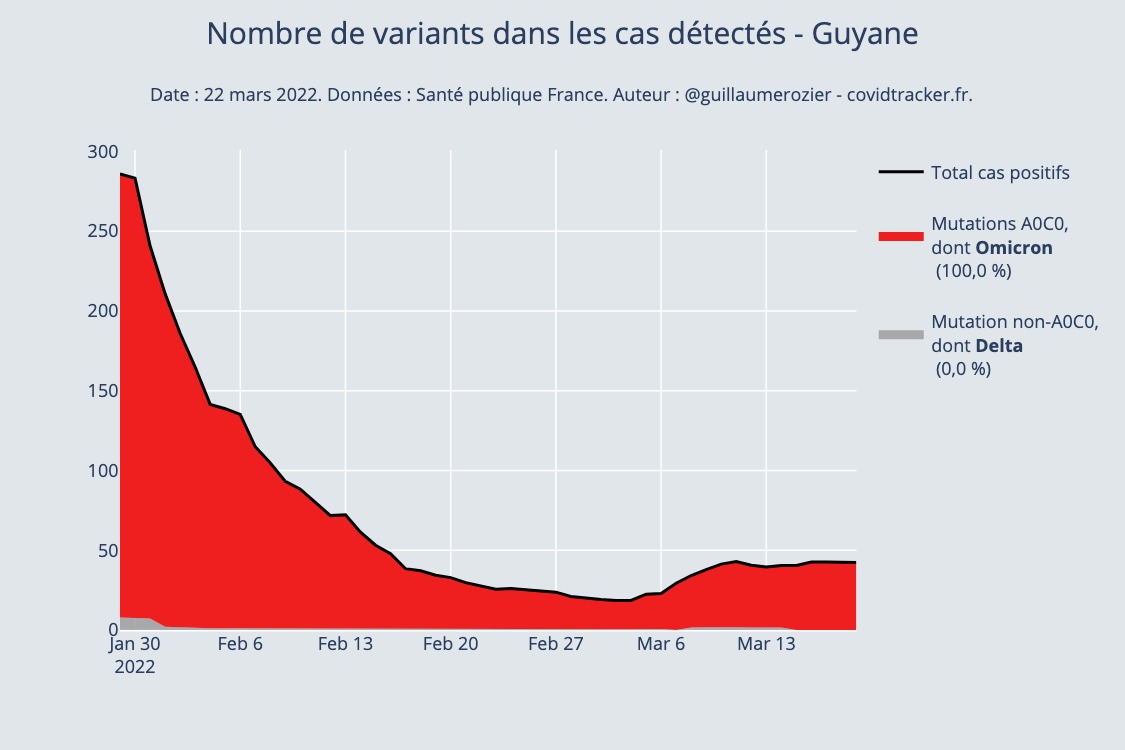 Nombre de variants dans les cas détectés - Guyane
Date : 22 mars 2022. Données : Santé publique France. Auteur : @guillaumerozier - covidtracker.fr.
300
250
200
150
100
50
0
Jan 30
2022
Feb 6
Feb 13
Feb 20
Feb 27
Mar 6
Mar 13
Total cas positifs
Mutations A0C0,
dont Omicron
(100,0 %)
Mutation non-A0C0,
dont Delta
(0,0 %)